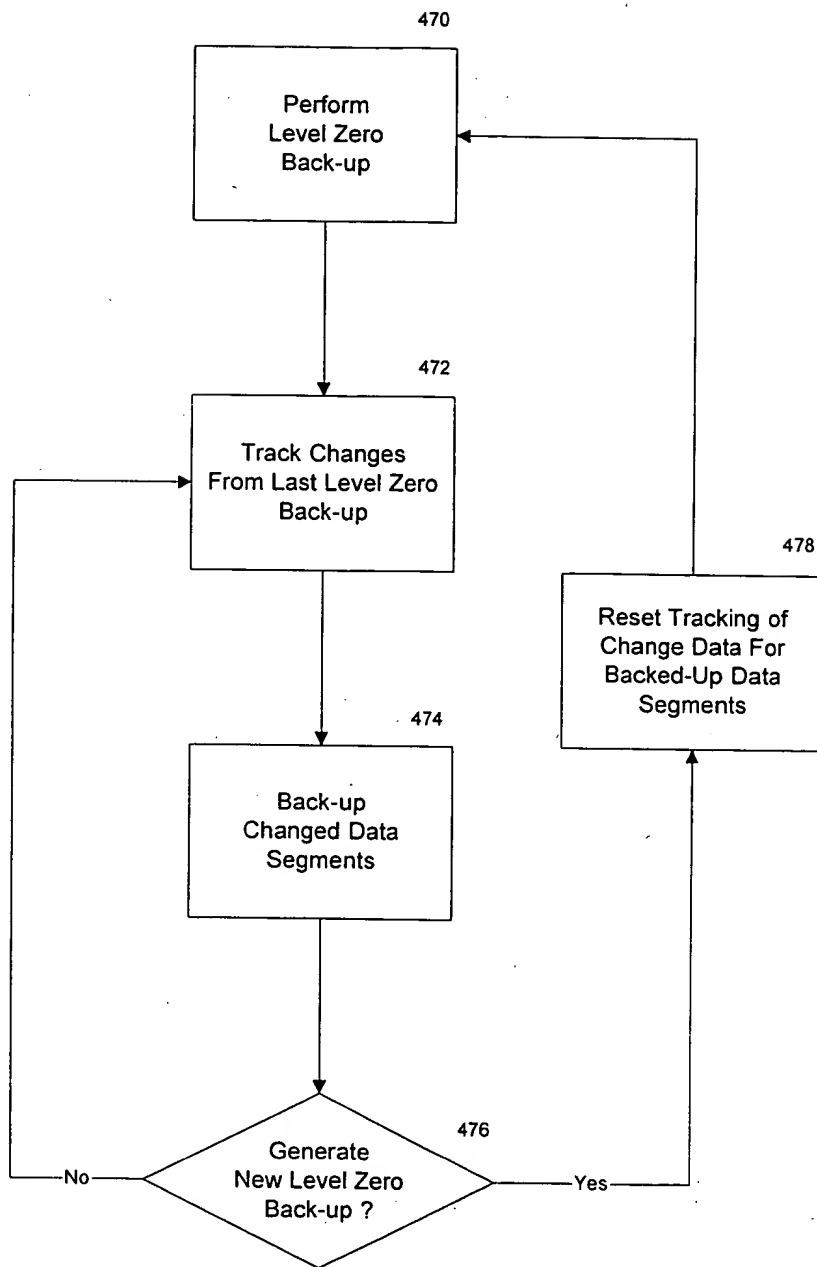 470
Perform
Level Zero
Back-up
472
Track Changes
From Last Level Zero
Back-up
478
Reset Tracking of
Change Data For
Backed-Up Data
Segments
474
Back-up
Changed Data
Segments
476
Generate
New Level Zero
Back-up ?
No
Yes